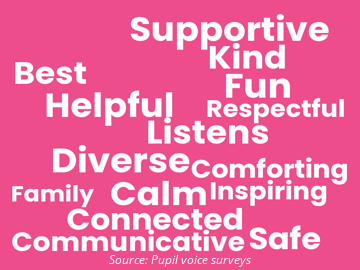 Supportive
Kind
Best
Fun
Helpful Respectful
Listens
Diverse Comforting
Family Calm Inspiring
Connected
Communicative Safe
Source: Pupil voice surveys